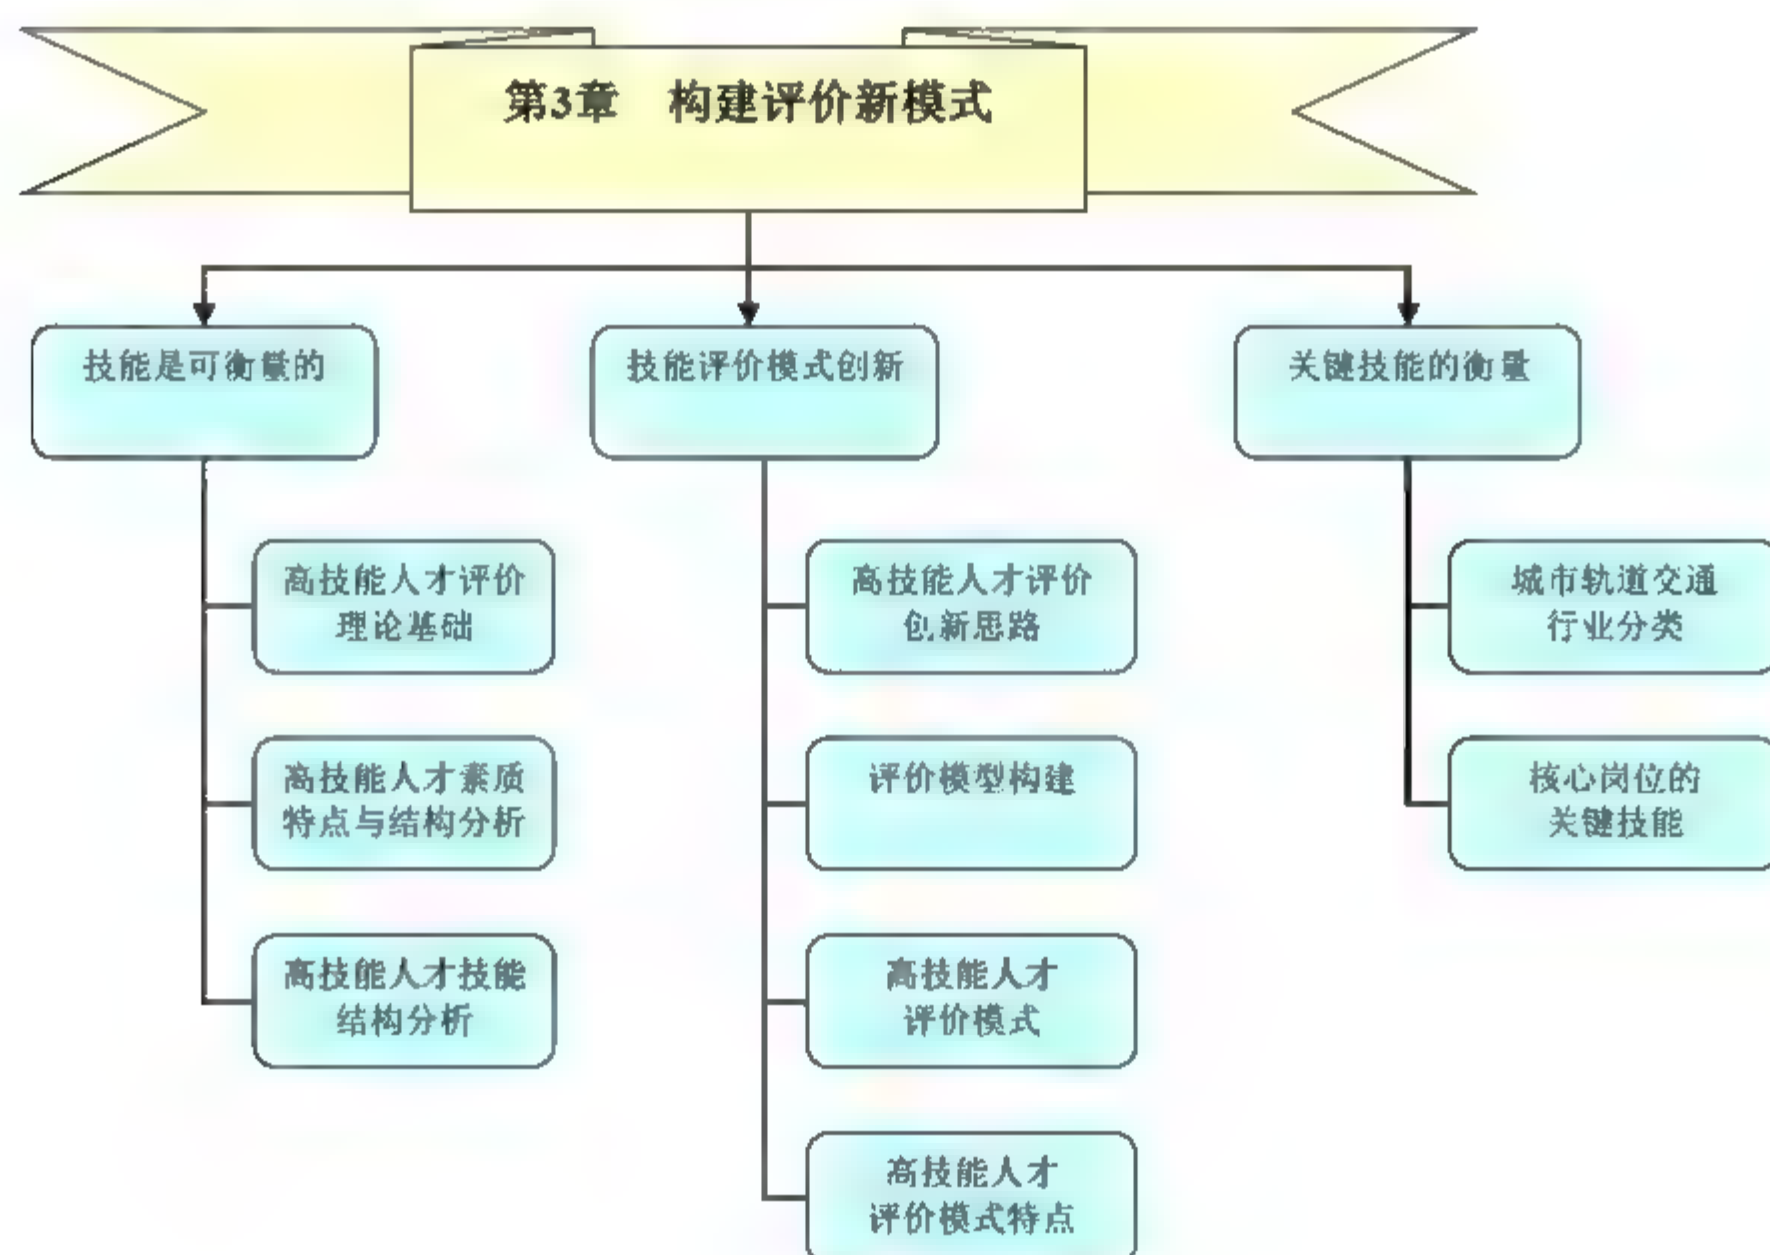 第3章 构建评价新模式
技能是可衡量的
技能评价模式创新
关键技能的衡量
高技能人才评价
理论基础
高技能人才素质
特点与结构分析
高技能人才技能
结构分析
高技能人才评价
创新思路
评价模型构建
高技能人才
评价模式
高技能人才
评价模式特点
城市轨道交通
行业分类
核心岗位的
关键技能